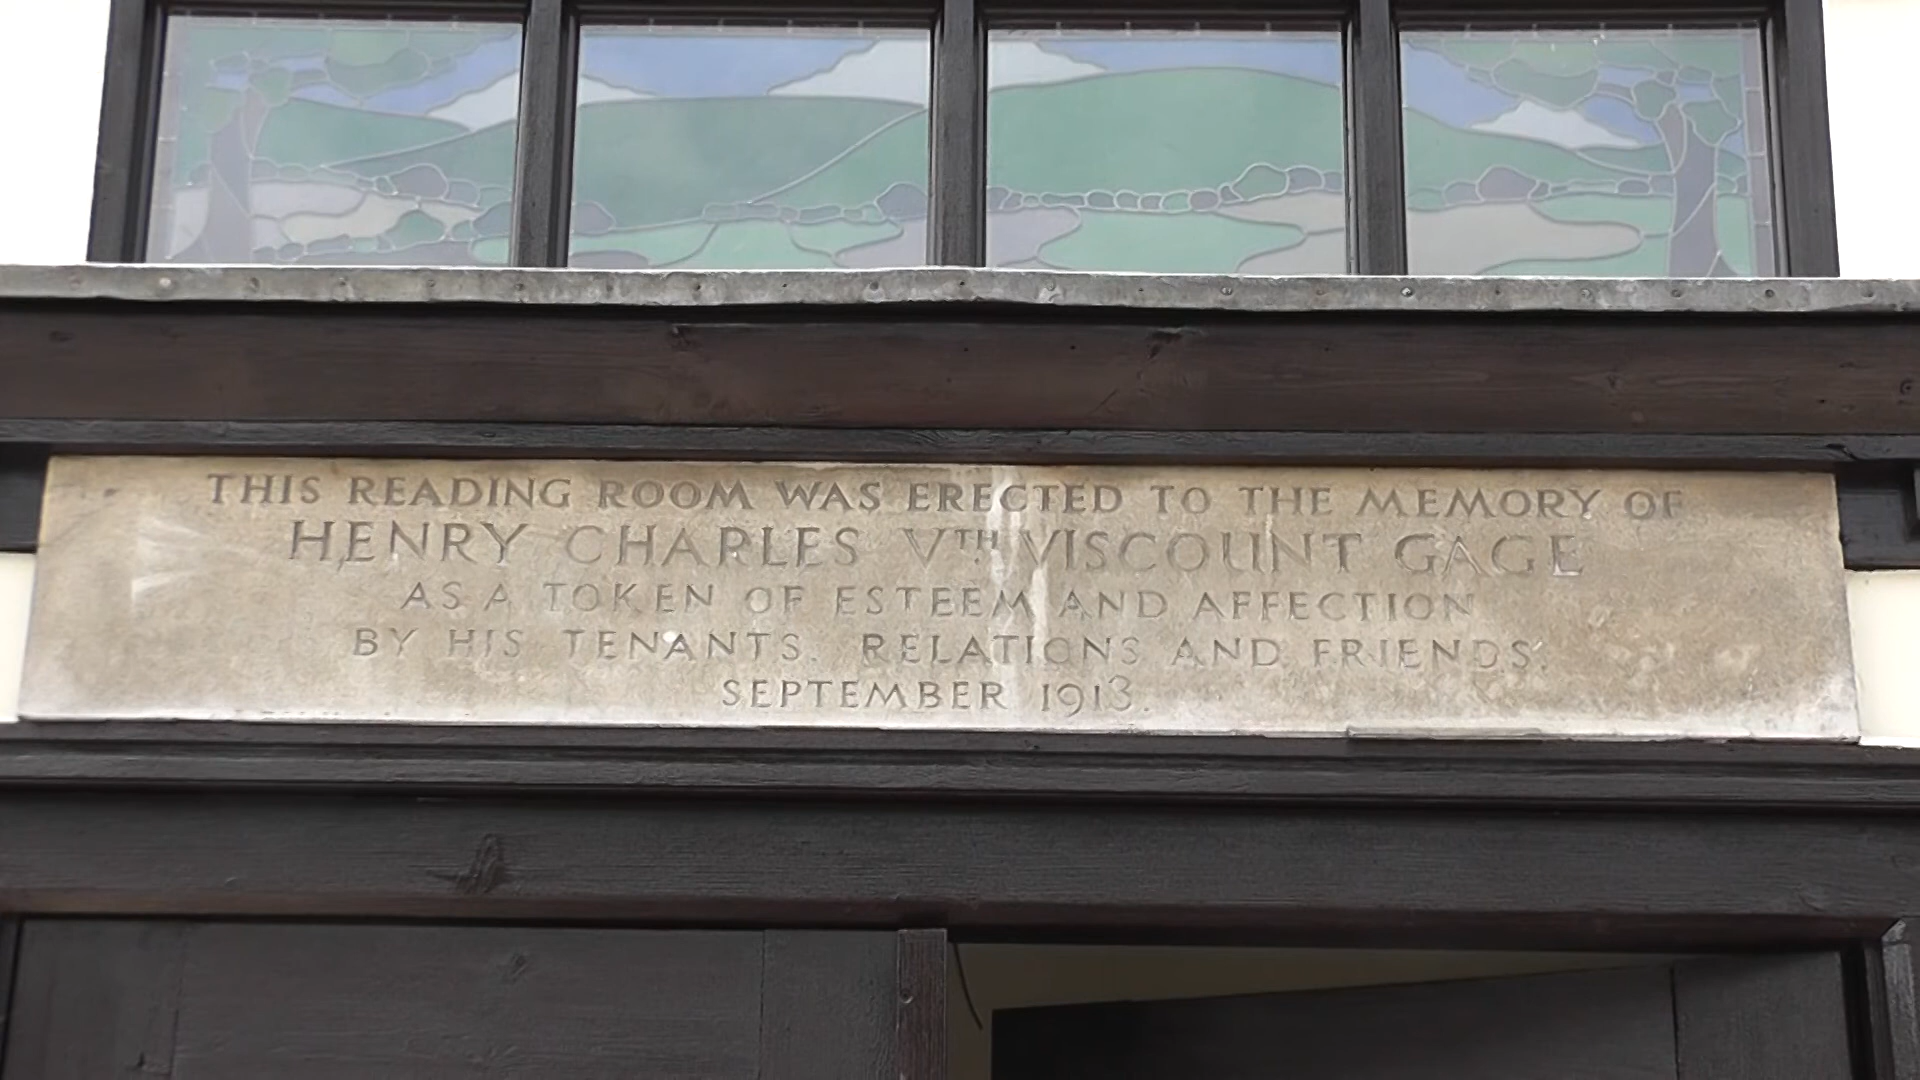 THIS READING ROOM WAS ERECTED TO THE MEMORY OF
HENRY CHARLES VTH VISCOUNT GAGE
AS A TOKEN OF ESTEEM AND AFFECTION
BY HIS TENANTS. RELATIONS AND FRIENDS.
SEPTEMBER 1913.